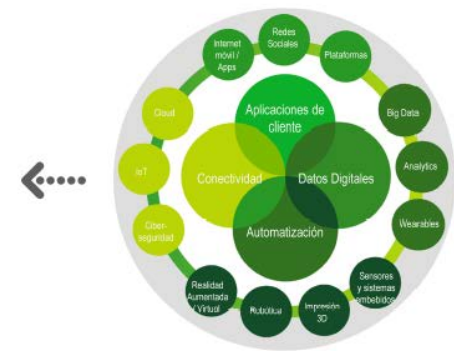 Redes
Sociales
Plataformas
Big Data
Analytics
Wearables
Sensores
y sistemas
embebidos
Impresión
3D
Robótica
Realidad
Aumentada
/ Virtual
Ciber-
seguridad
IoT
Cloud
Internet
móvil /
Apps
Aplicaciones de
cliente
Conectividad
Datos Digitales
Automatización